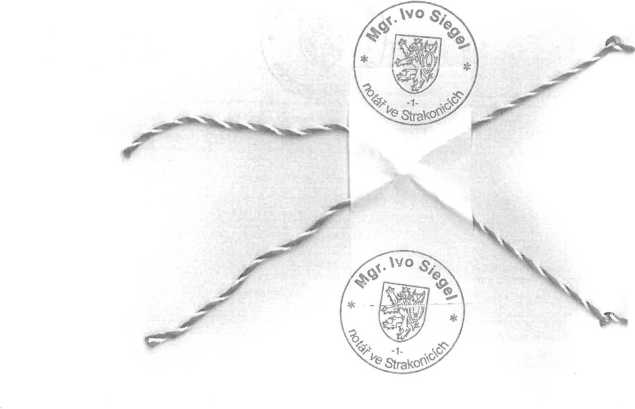 * Mgr. Ivo Siegel *
-1-
notář ve Strakonicích
* Mgr. Ivo Siegel *
-1-
notář ve Strakonicích